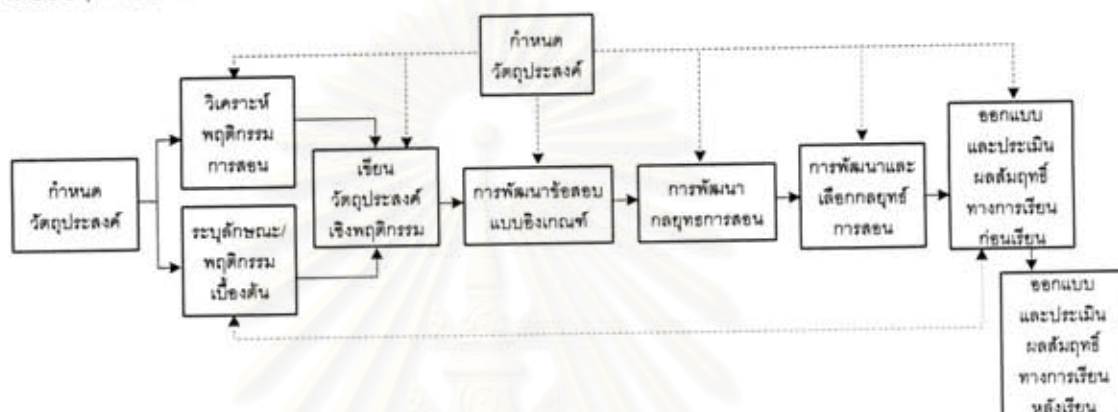 กำหนด
วัตถุประสงค์
วิเคราะห์
พฤติกรรม
การสอน
กำหนด
วัตถุประสงค์
ระบุลักษณะ/
พฤติกรรม
เบื้องต้น
เขียน
วัตถุประสงค์
เชิงพฤติกรรม
การพัฒนาข้อสอบ
แบบอิงเกณฑ์
การพัฒนา
กลยุทธการสอน
การพัฒนาและ
เลือกกลยุทธ์
การสอน
ออกแบบ
และประเมิน
ผลสัมฤทธิ์
ทางการเรียน
ก่อนเรียน
ออกแบบ
และประเมิน
ผลสัมฤทธิ์
ทางการเรียน
หลังเรียน